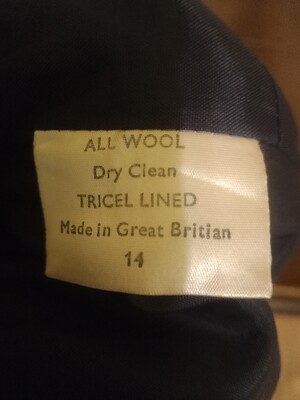 ALL WOOL
Dry Clean
TRICEL LINED
Made in Great Britian
14